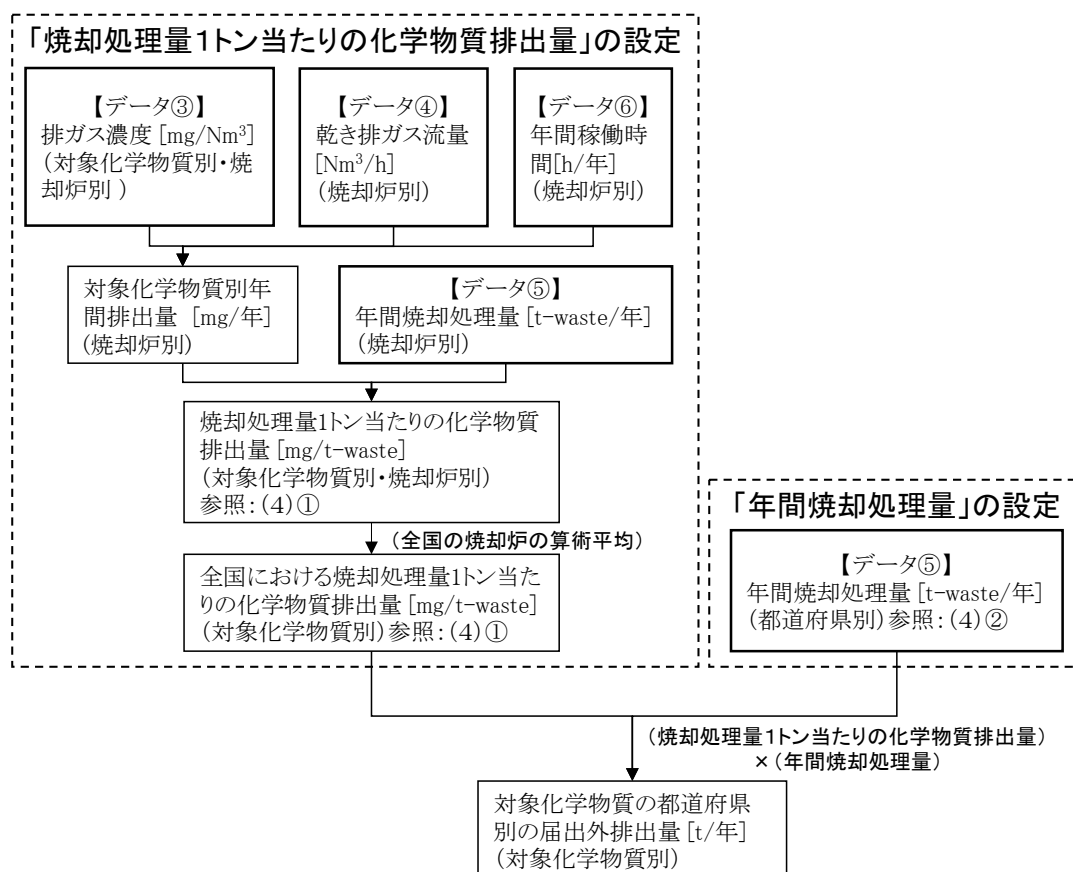 「焼却処理量1トン当たりの化学物質排出量」の設定
【データ③】
排ガス濃度[mg/Nm³]
(対象化学物質別・焼
却炉別 )
【データ④】
乾き排ガス流量
[Nm³/h]
(焼却炉別)
【データ⑥】
年間稼働時
間[h/年]
(焼却炉別)
対象化学物質別年
間排出量 [mg/年]
(焼却炉別)
【データ⑤】
年間焼却処理量[t-waste/年]
(焼却炉別)
焼却処理量1トン当たりの化学物質
排出量[mg/t-waste]
(対象化学物質別・焼却炉別)
参照:(4)①
(全国の焼却炉の算術平均)
全国における焼却処理量1トン当た
りの化学物質排出量[mg/t-waste]
(対象化学物質別)参照:(4)①
「年間焼却処理量」の設定
【データ⑤】
年間焼却処理量[t-waste/年]
(都道府県別)参照:(4)②
(焼却処理量1トン当たりの化学物質排出量)
×(年間焼却処理量)
対象化学物質の都道府県
別の届出外排出量[t/年]
(対象化学物質別)